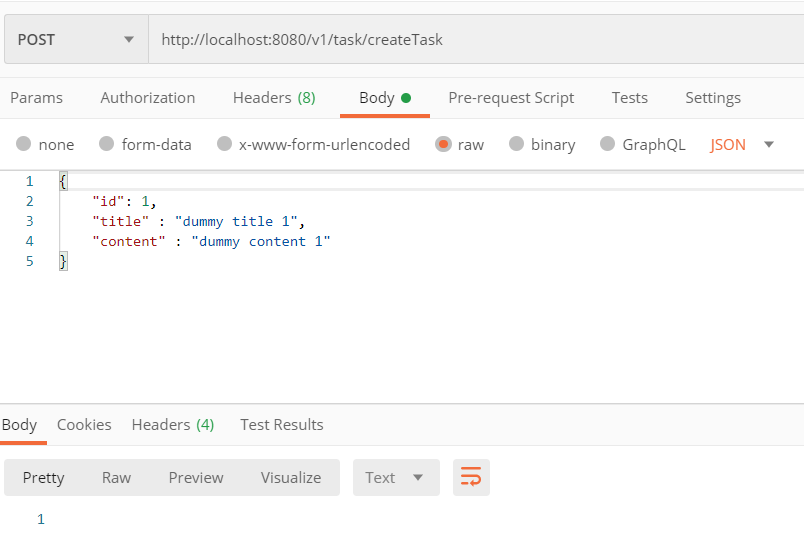 POST http://localhost:8080/v1/task/createTask
Params Authorization Headers (8) Body Pre-request Script Tests Settings
none form-data x-www-form-urlencoded raw binary GraphQL JSON
1 {
2 "id": 1,
3 "title" : "dummy title 1",
4 "content" : "dummy content 1"
5 }
Body Cookies Headers (4) Test Results
Pretty Raw Preview Visualize Text
1